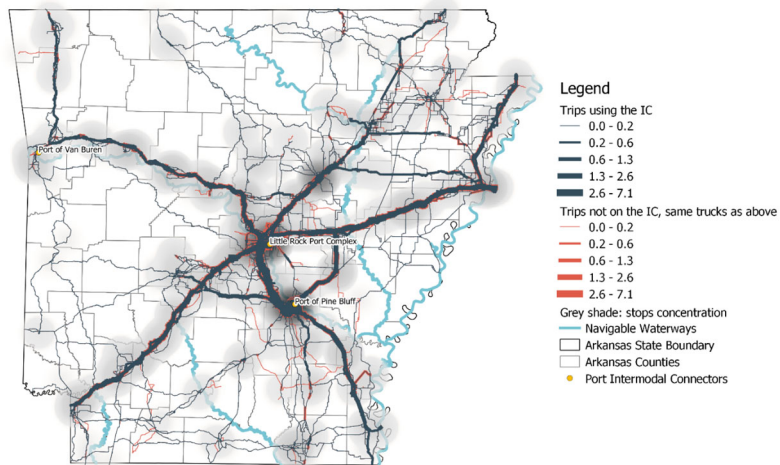 Port of Van Buren
Little Rock Port Complex
Port of Pine Bluff
Legend
Trips using the IC
0.0 - 0.2
0.2 - 0.6
0.6 - 1.3
1.3 - 2.6
2.6 - 7.1
Trips not on the IC, same trucks as above
0.0 - 0.2
0.2 - 0.6
0.6 - 1.3
1.3 - 2.6
2.6 - 7.1
Grey shade: stops concentration
Navigable Waterways
Arkansas State Boundary
Arkansas Counties
Port Intermodal Connectors